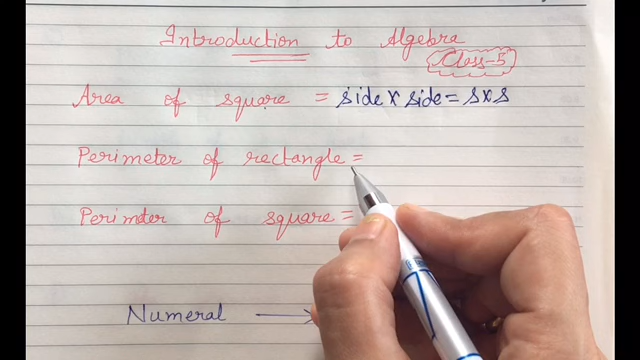 Introduction to Algebra
Class-5
Area of square = side x side = s x s
Perimeter of rectangle =
Perimeter of square =
Numeral →